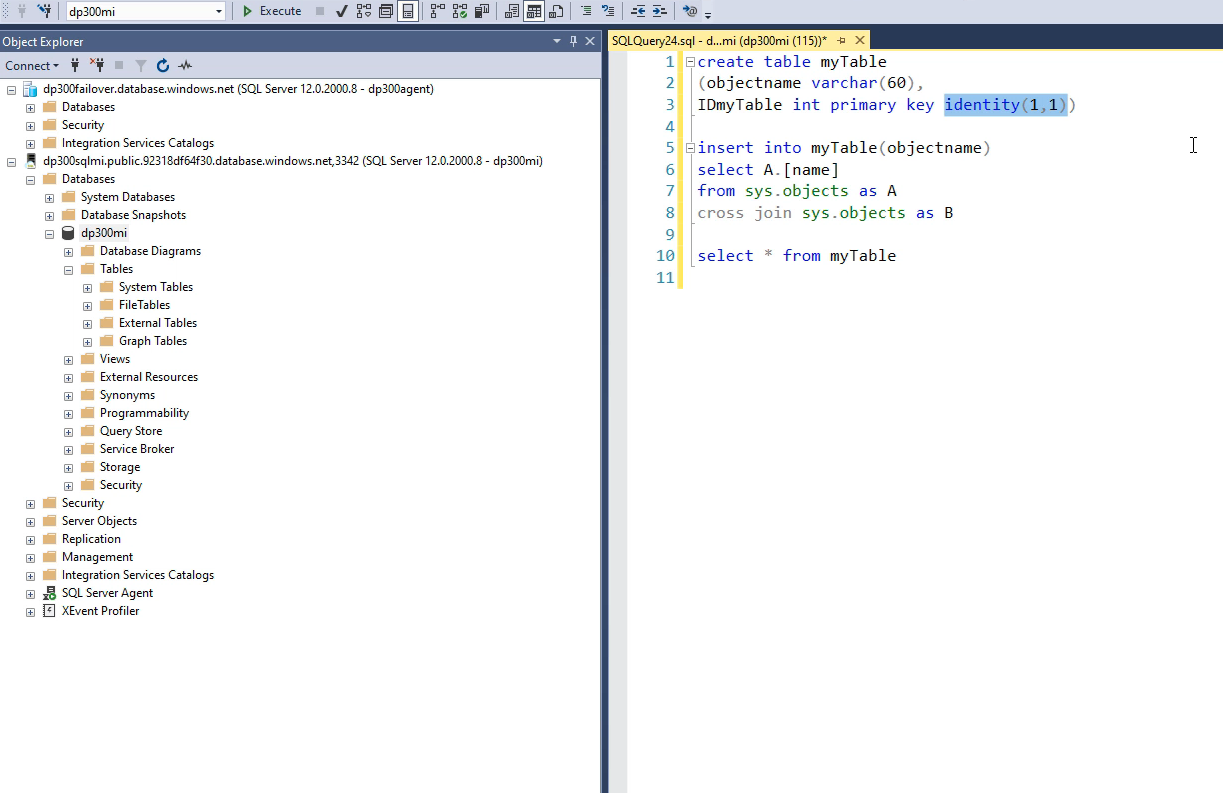 dp300mi
Execute
Object Explorer
Connect
dp300failover.database.windows.net (SQL Server 12.0.2000.8 - dp300agent)
Databases
Security
Integration Services Catalogs
dp300sqlmi.public.92318df64f30.database.windows.net,3342 (SQL Server 12.0.2000.8 - dp300mi)
Databases
System Databases
Database Snapshots
dp300mi
Database Diagrams
Tables
System Tables
FileTables
External Tables
Graph Tables
Views
External Resources
Synonyms
Programmability
Query Store
Service Broker
Storage
Security
Security
Server Objects
Replication
Management
Integration Services Catalogs
SQL Server Agent
XEvent Profiler
SQLQuery24.sql - d...mi (dp300mi (115))*
1 create table myTable
2 (objectname varchar(60),
3 IDmyTable int primary key identity(1,1))
4
5 insert into myTable(objectname)
6 select A.[name]
7 from sys.objects as A
8 cross join sys.objects as B
9
10 select * from myTable
11